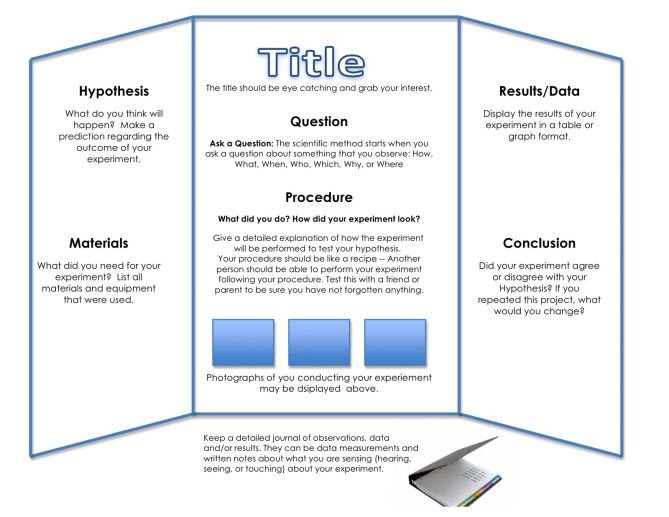 Title
The title should be eye catching and grab your interest.
Hypothesis
What do you think will
happen? Make a
prediction regarding the
outcome of your
experiment.
Materials
What did you need for your
experiment? List all
materials and equipment
that were used.
Question
Ask a Question: The scientific method starts when you
ask a question about something that you observe: How,
What, When, Who, Which, Why, or Where
Procedure
What did you do? How did your experiment look?
Give a detailed explanation of how the experiment
will be performed to test your hypothesis.
Your procedure should be like a recipe -- Another
person should be able to perform your experiment
following your procedure. Test this with a friend or
parent to be sure you have not forgotten anything.
Photographs of you conducting your experiement
may be dsiplayed above.
Results/Data
Display the results of your
experiment in a table or
graph format.
Conclusion
Did your experiment agree
or disagree with your
Hypothesis? If you
repeated this project, what
would you change?
Keep a detailed journal of observations, data
and/or results. They can be data measurements and
written notes about what you are sensing (hearing,
seeing, or touching) about your experiment.